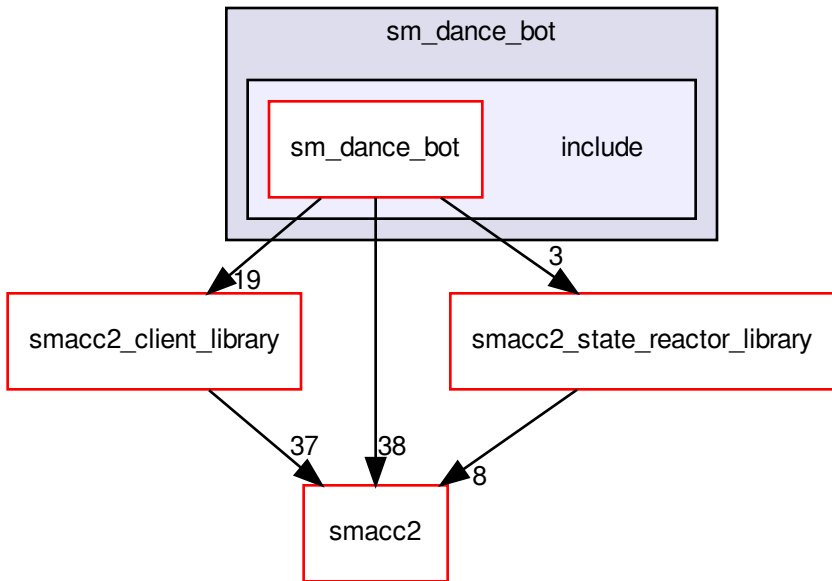 sm_dance_bot
sm_dance_bot
include
3
19
smacc2_client_library
smacc2_state_reactor_library
37
38
8
smacc2